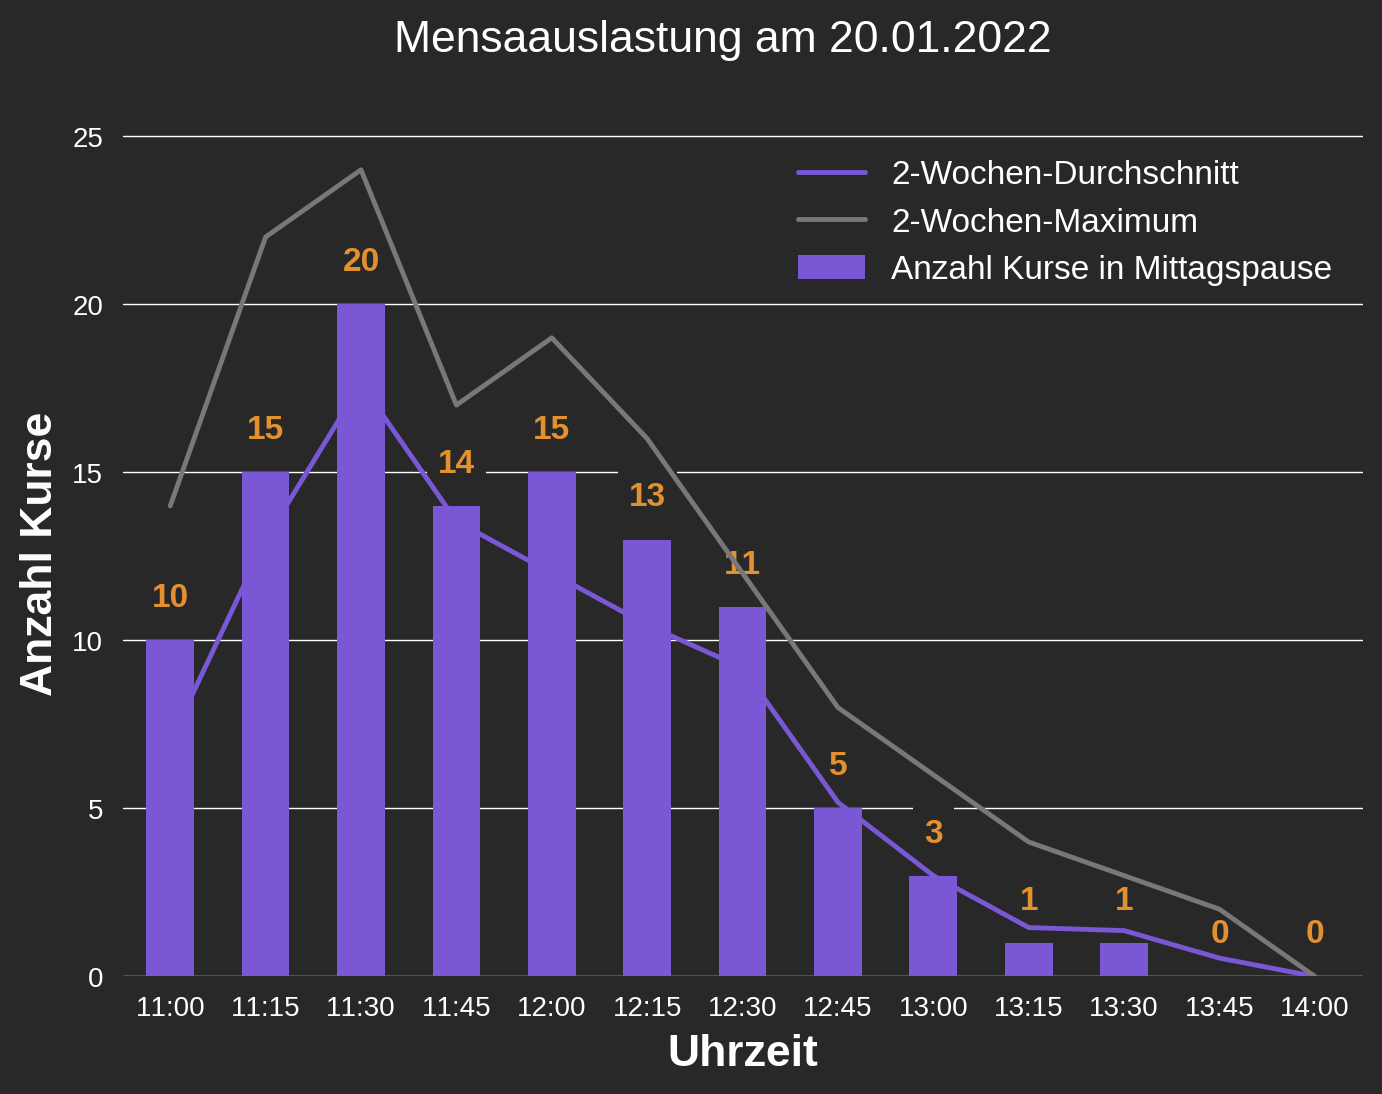 Mensaauslastung am 20.01.2022
25
20
15
10
5
0
Anzahl Kurse
2-Wochen-Durchschnitt
2-Wochen-Maximum
Anzahl Kurse in Mittagspause
10
15
20
14
15
13
11
5
3
1
1
0
0
11:00 11:15 11:30 11:45 12:00 12:15 12:30 12:45 13:00 13:15 13:30 13:45 14:00
Uhrzeit